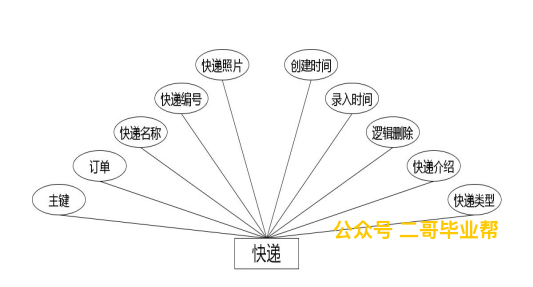 快递照片 创建时间
快递编号 录入时间
快递名称 逻辑删除
订单 快递介绍
主键 快递类型
公众号 二哥毕业帮
快递